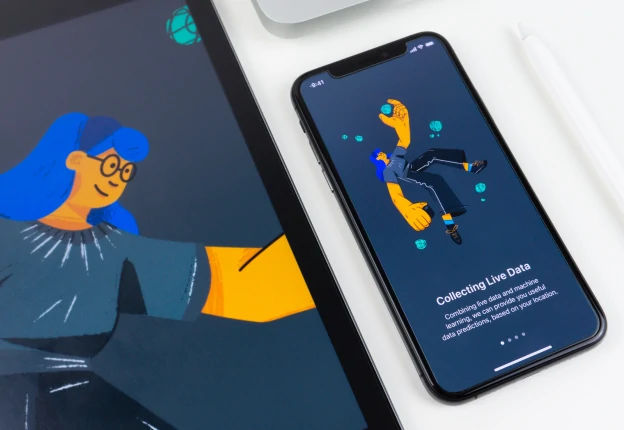 9:41
Collecting Live Data
Combining live data and machine
learning, we can provide you useful
data predictions, based on your location.